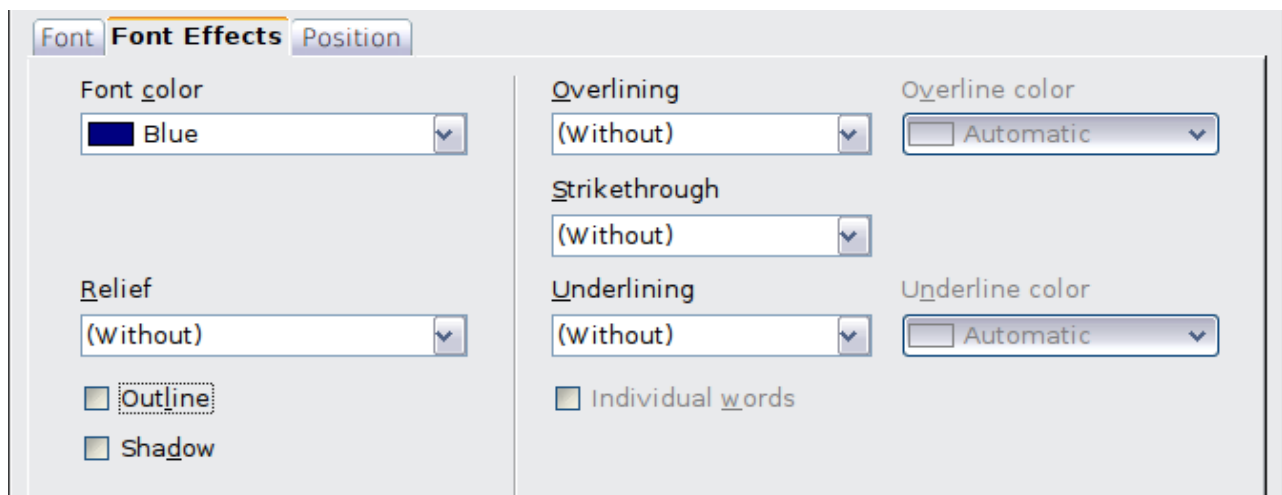 Font Font Effects Position
Font color
Blue
Overlining Overline color
(Without) Automatic
Strikethrough
(Without)
Relief
(Without)
Underlining Underline color
(Without) Automatic
Outline
Shadow
Individual words